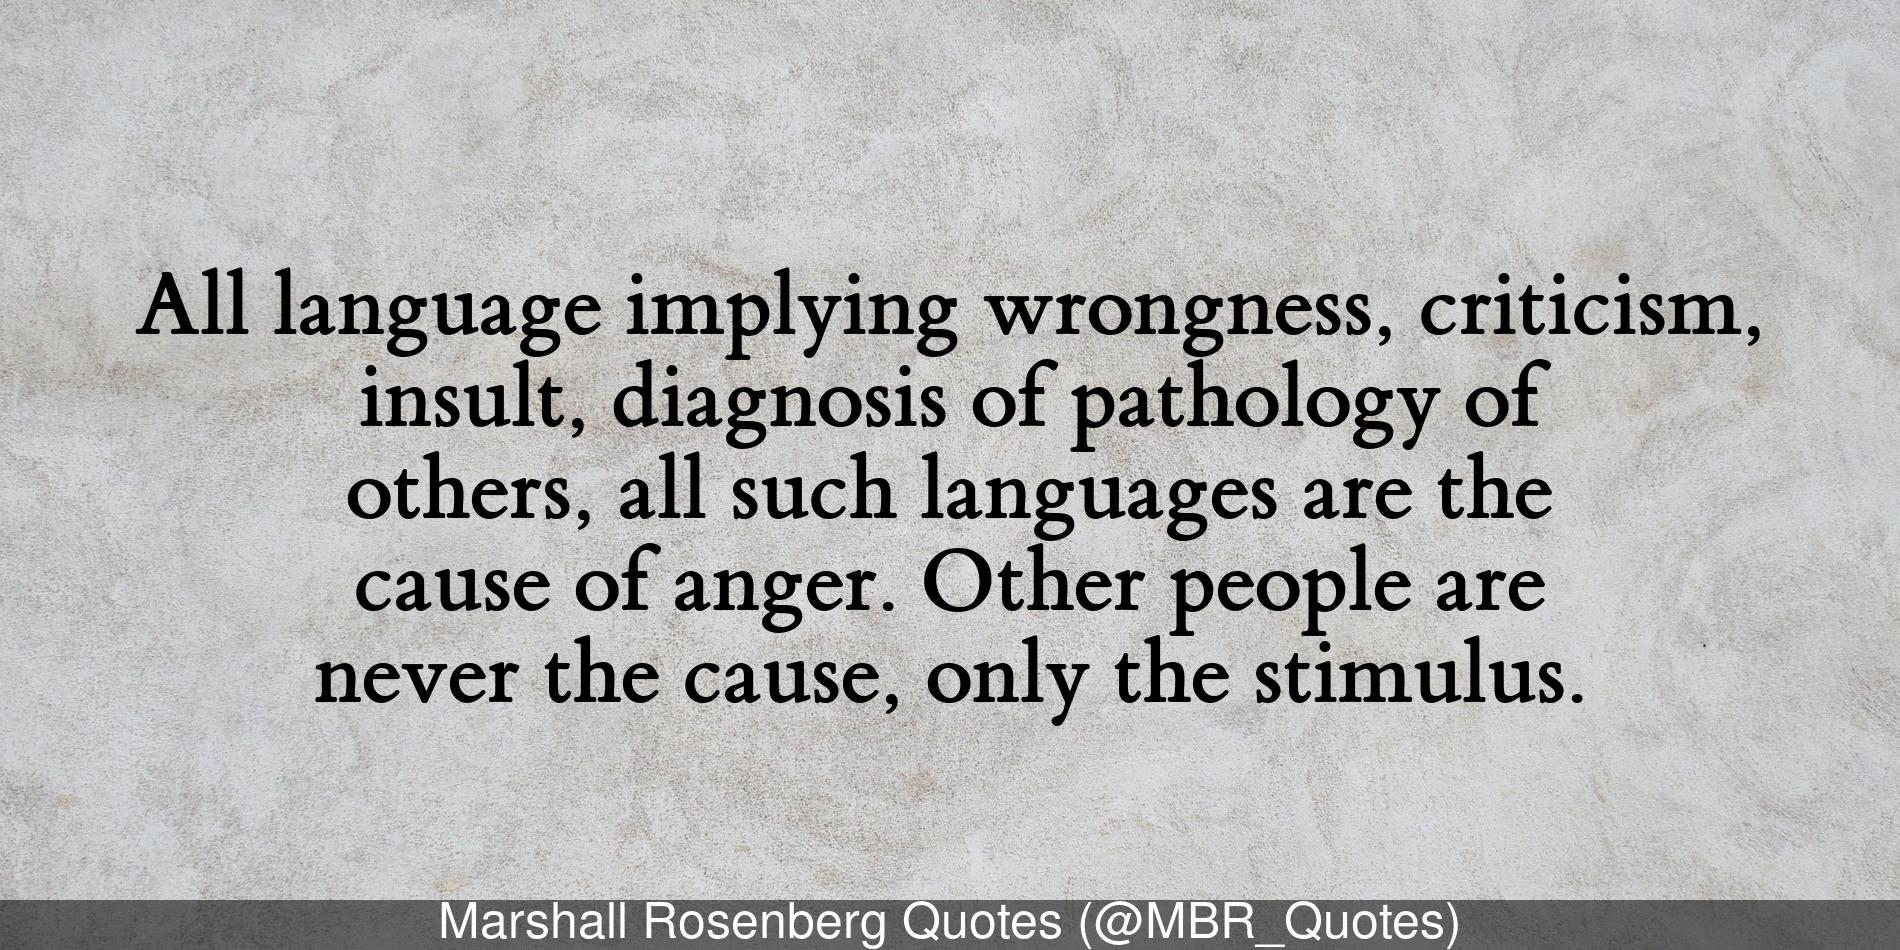 All language implying wrongness, criticism,
insult, diagnosis of pathology of
others, all such languages are the
cause of anger. Other people are
never the cause, only the stimulus.
Marshall Rosenberg Quotes (@MBR_Quotes)